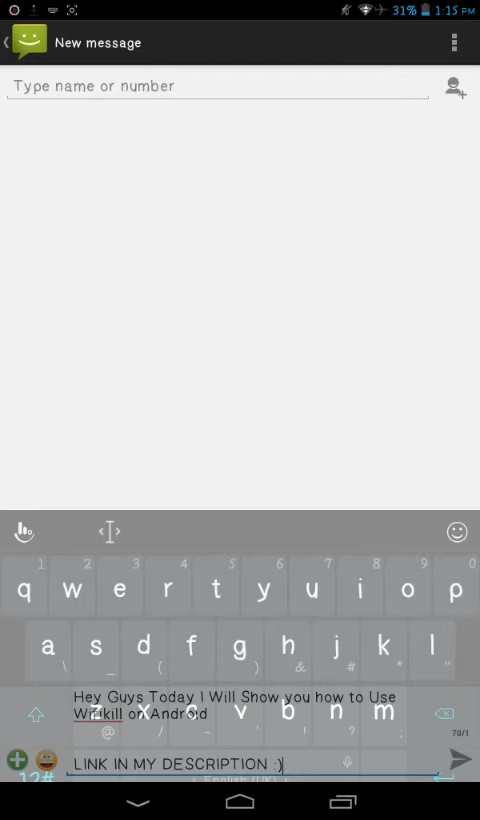 31% 1:15 PM
New message
Type name or number
1 2 3 4 5 6 7 8 9 0
q w e r t y u i o p
a s d f g h j k l
\ _ ( : ) & # * "
Hey Guys Today I Will Show you how to Use
Wifikill on Android
z x c v b n m
@ / - ' ! ? ;
70/1
LINK IN MY DESCRIPTION :)
12#
English (UK)